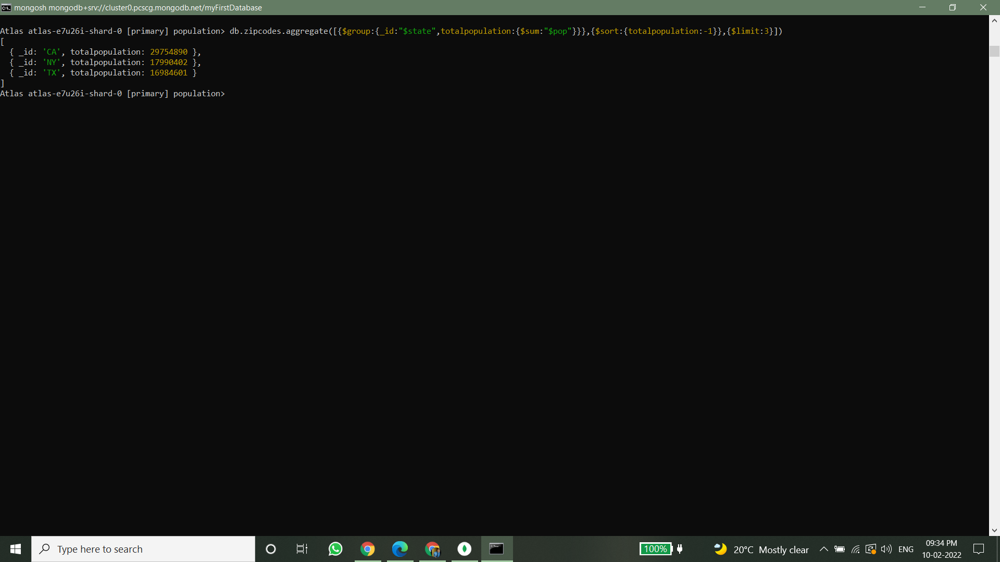 mongosh mongodb+srv://cluster0.pcscg.mongodb.net/myFirstDatabase
Atlas atlas-e7u26i-shard-0 [primary] population> db.zipcodes.aggregate([{$group:{_id:"$state",totalpopulation:{$sum:"$pop"}}},{$sort:{totalpopulation:-1}},{$limit:3}])
[
  { _id: 'CA', totalpopulation: 29754890 },
  { _id: 'NY', totalpopulation: 17990402 },
  { _id: 'TX', totalpopulation: 16984601 }
]
Atlas atlas-e7u26i-shard-0 [primary] population>
Type here to search
100%
20°C Mostly clear
ENG
09:34 PM
10-02-2022